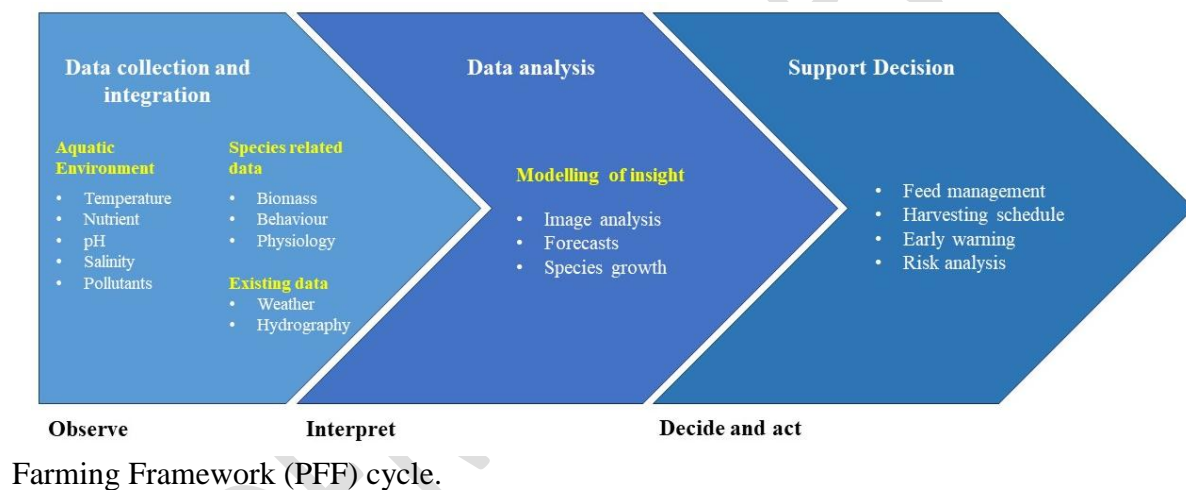 Data collection and
integration
Aquatic
Environment
• Temperature
• Nutrient
• pH
• Salinity
• Pollutants
Species related
data
• Biomass
• Behaviour
• Physiology
Existing data
• Weather
• Hydrography
Data analysis
Modelling of insight
• Image analysis
• Forecasts
• Species growth
Support Decision
• Feed management
• Harvesting schedule
• Early warning
• Risk analysis
Observe
Interpret
Decide and act
Farming Framework (PFF) cycle.